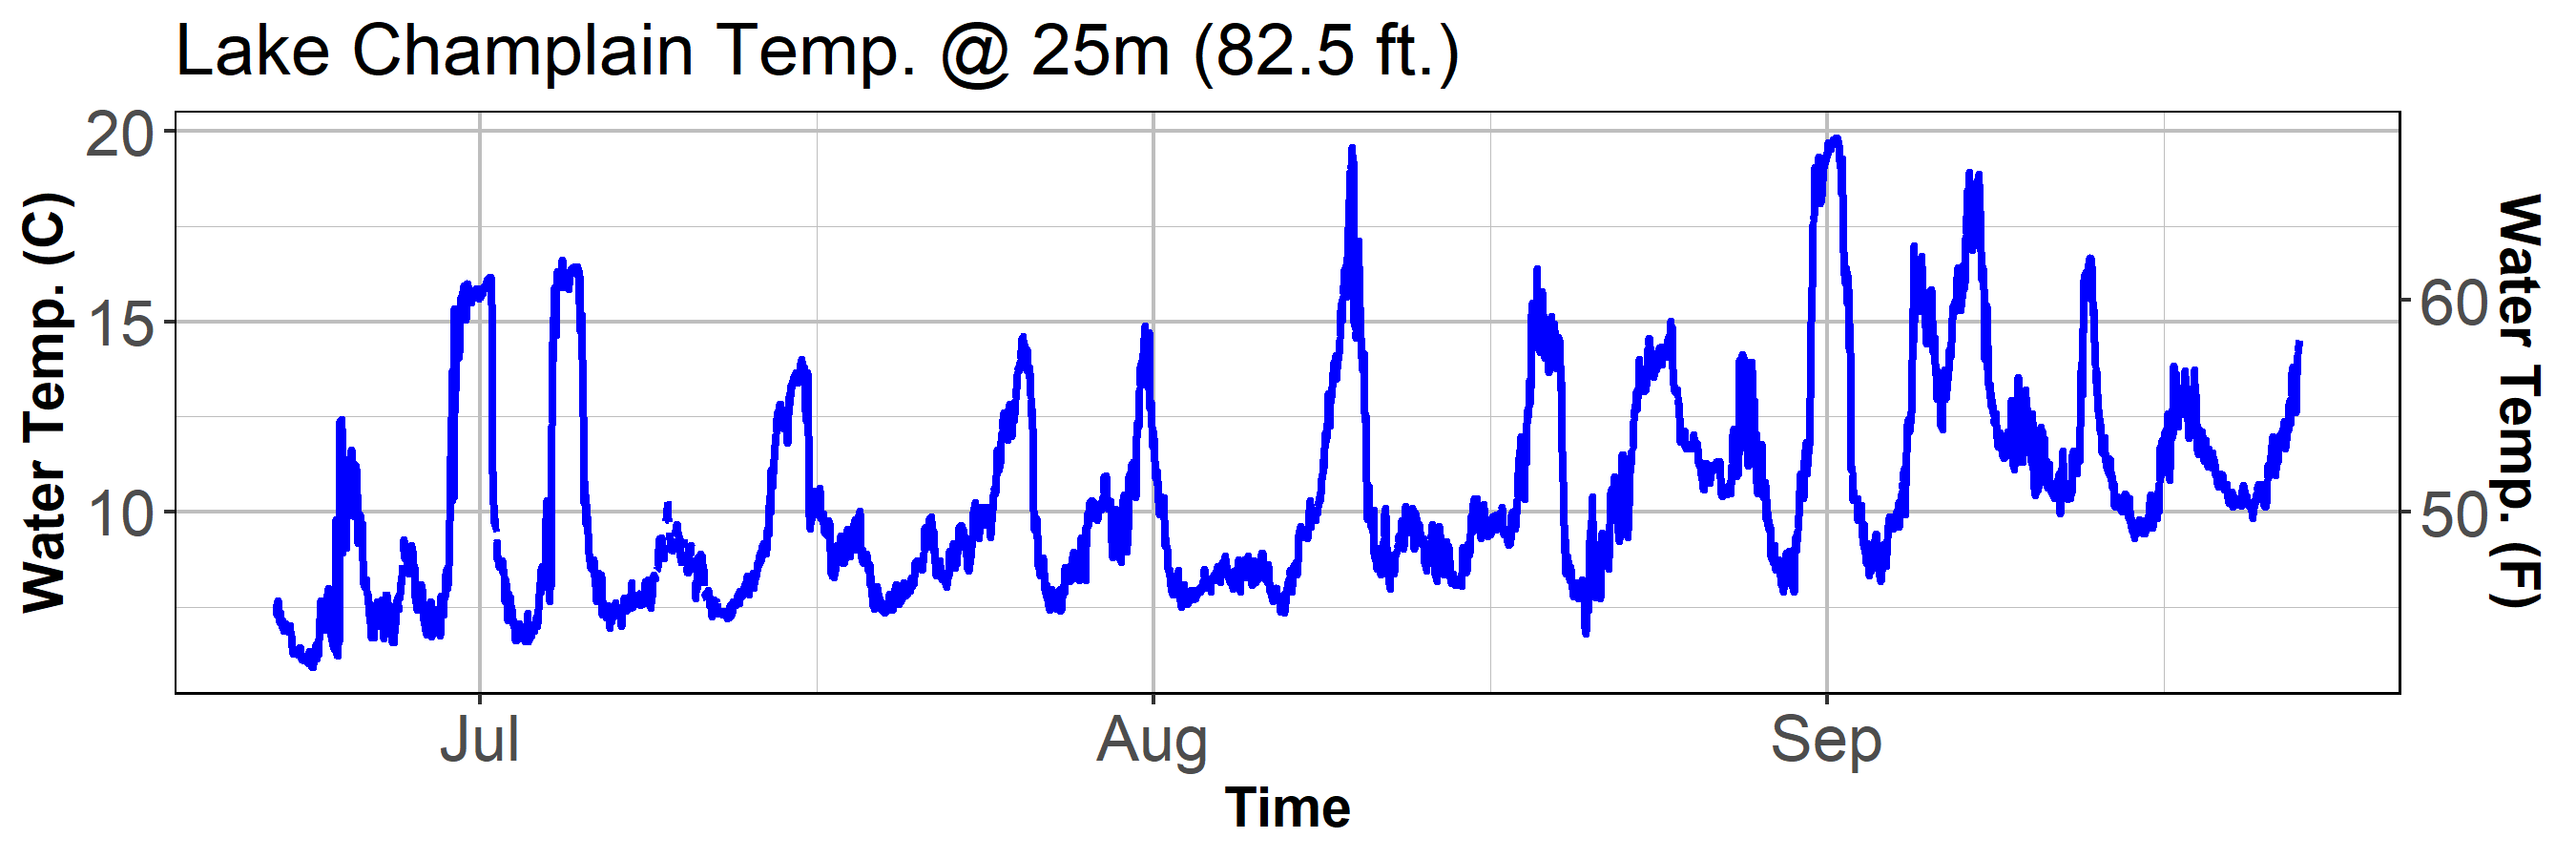 Lake Champlain Temp. @ 25m (82.5 ft.)
Water Temp. (C)
20
15
10
60
50
Water Temp. (F)
Jul Aug Sep
Time